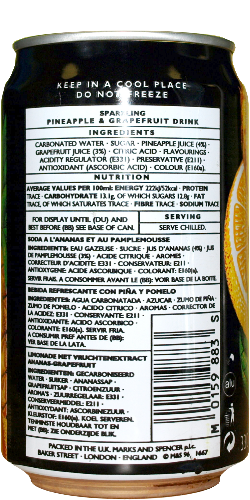 KEEP IN A COOL PLACE
DO NOT FREEZE
SPARKLING
PINEAPPLE & GRAPEFRUIT DRINK
INGREDIENTS
CARBONATED WATER · SUGAR · PINEAPPLE JUICE (4%) ·
GRAPEFRUIT JUICE (3%) · CITRIC ACID · FLAVOURINGS ·
ACIDITY REGULATOR (E331) · PRESERVATIVE (E211) ·
ANTIOXIDANT (ASCORBIC ACID) · COLOUR (E160a).
NUTRITION
AVERAGE VALUES PER 100ml: ENERGY 222kJ/52kcal · PROTEIN
TRACE · CARBOHYDRATE 13.1g, OF WHICH SUGARS 12.8g · FAT
TRACE, OF WHICH SATURATES TRACE · FIBRE TRACE · SODIUM TRACE
FOR DISPLAY UNTIL (DU) AND
BEST BEFORE (BB) SEE BASE OF CAN.
SERVING
SERVE CHILLED.
SODA A L'ANANAS ET AU PAMPLEMOUSSE
INGREDIENTS: EAU GAZEUSE · SUCRE · JUS D'ANANAS (4%) · JUS
DE PAMPLEMOUSSE (3%) · ACIDE CITRIQUE · AROMES ·
CORRECTEUR D'ACIDITE: E331 · CONSERVATEUR: E211 ·
ANTIOXYGENE: ACIDE ASCORBIQUE · COLORANT: E160(a).
SERVIR FRAIS. A CONSOMMER AVANT LE (BB): VOIR BASE DE LA BOITE.
BEBIDA REFRESCANTE CON PIÑA Y POMELO
INGREDIENTES: AGUA CARBONATADA · AZUCAR · ZUMO DE PIÑA ·
ZUMO DE POMELO · ACIDO CITRICO · AROMAS · CORRECTOR DE
LA ACIDEZ: E331 · CONSERVANTE: E211 ·
ANTIOXIDANTE: ACIDO ASCORBICO ·
COLORANTE: E160(a). SERVIR FRIA.
A CONSUMIR PREF ANTES DE (BB):
VER BASE DE LA LATA.
LIMONADE MET VRUCHTENEXTRACT
ANANAS-GRAPEFRUIT
INGREDIENTEN: GECARBONISEERD
WATER · SUIKER · ANANASSAP ·
GRAPEFRUITSAP · CITROENZUUR ·
AROMA'S · ZUURREGELAAR: E331 ·
CONSERVEERMIDDEL: E211 ·
ANTIOXYDANT: ASCORBINEZUUR ·
KLEURSTOF: E160(a). KOEL SERVEREN.
TENMINSTE HOUDBAAR TOT EN
MET (BB): ZIE ONDERZIJDE BLIK.
M 0159 883 S
alu
PACKED IN THE U.K. MARKS AND SPENCER p.l.c.
BAKER STREET · LONDON · ENGLAND © M&S 96 1667